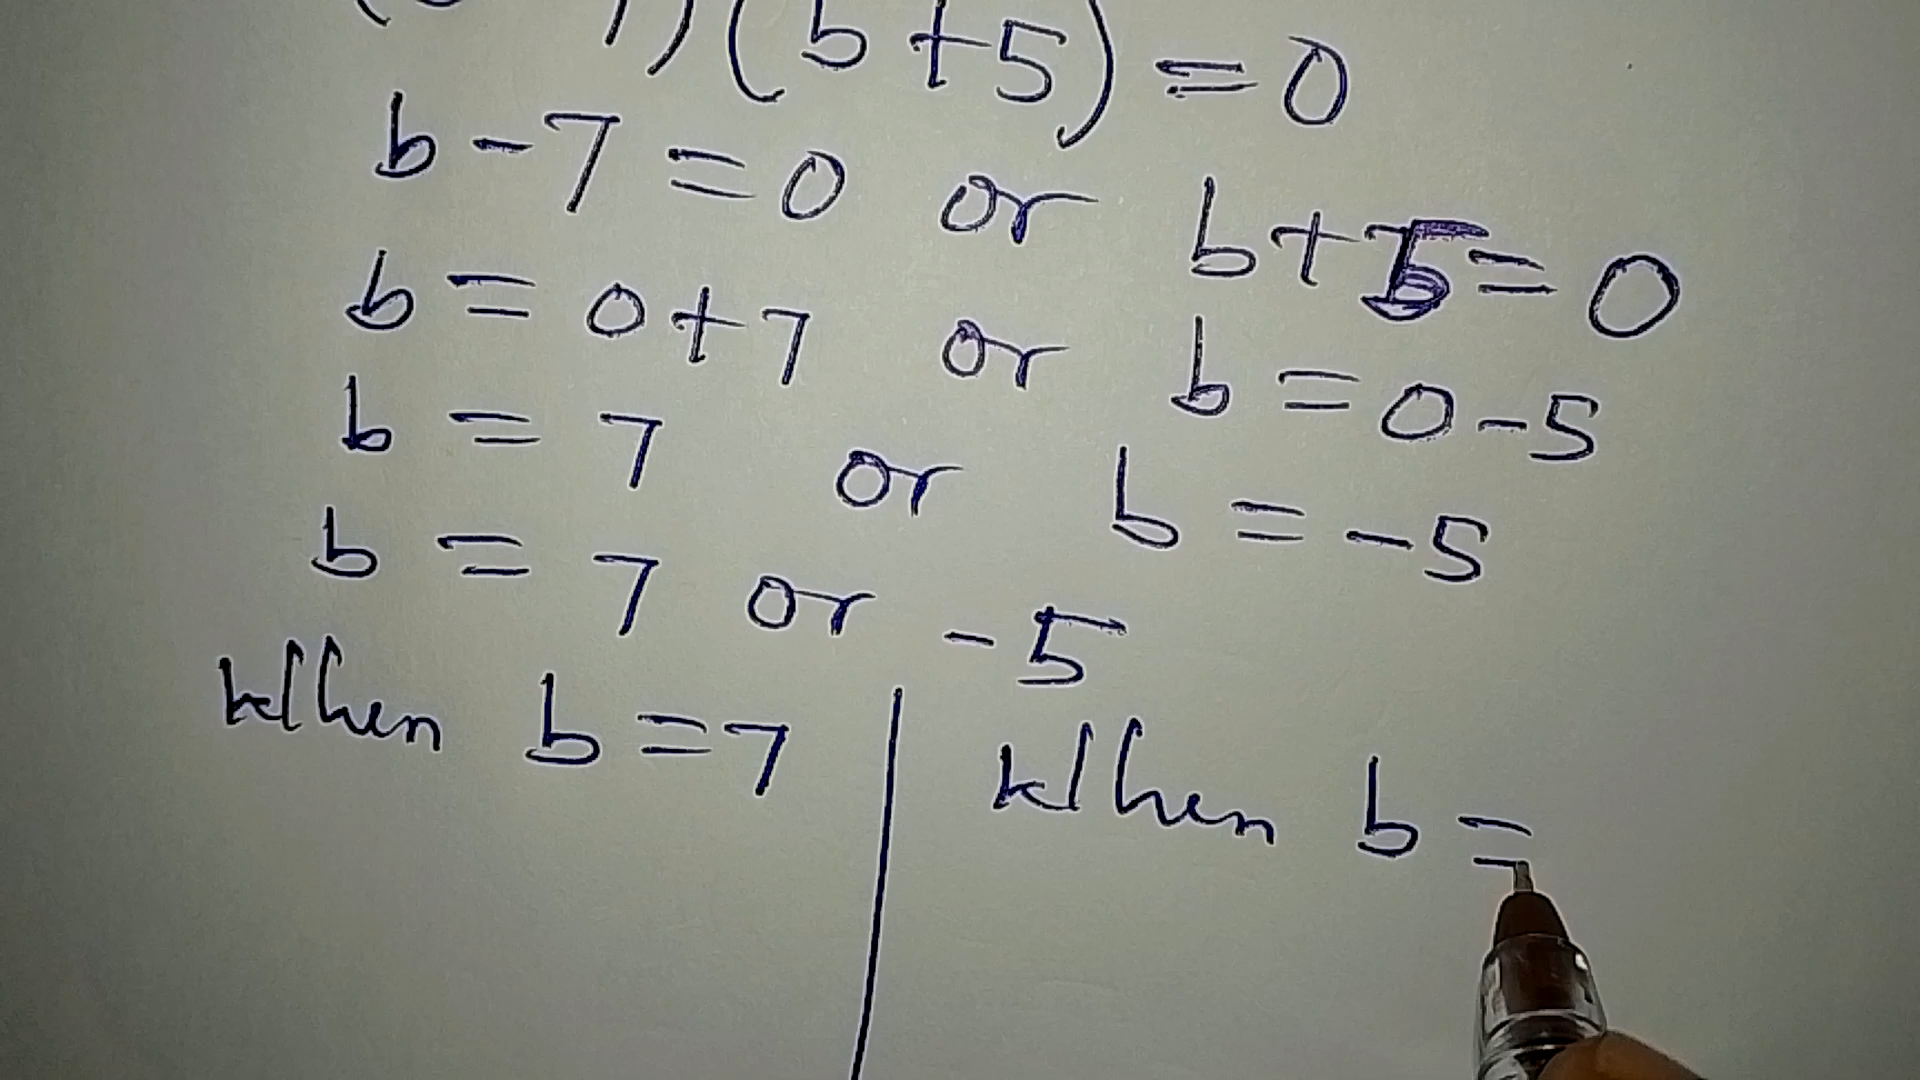 (b+5)=0
b-7=0 or b+5=0
b=0+7 or b=0-5
b=7 or b=-5
b=7 or -5
When b=7
When b=